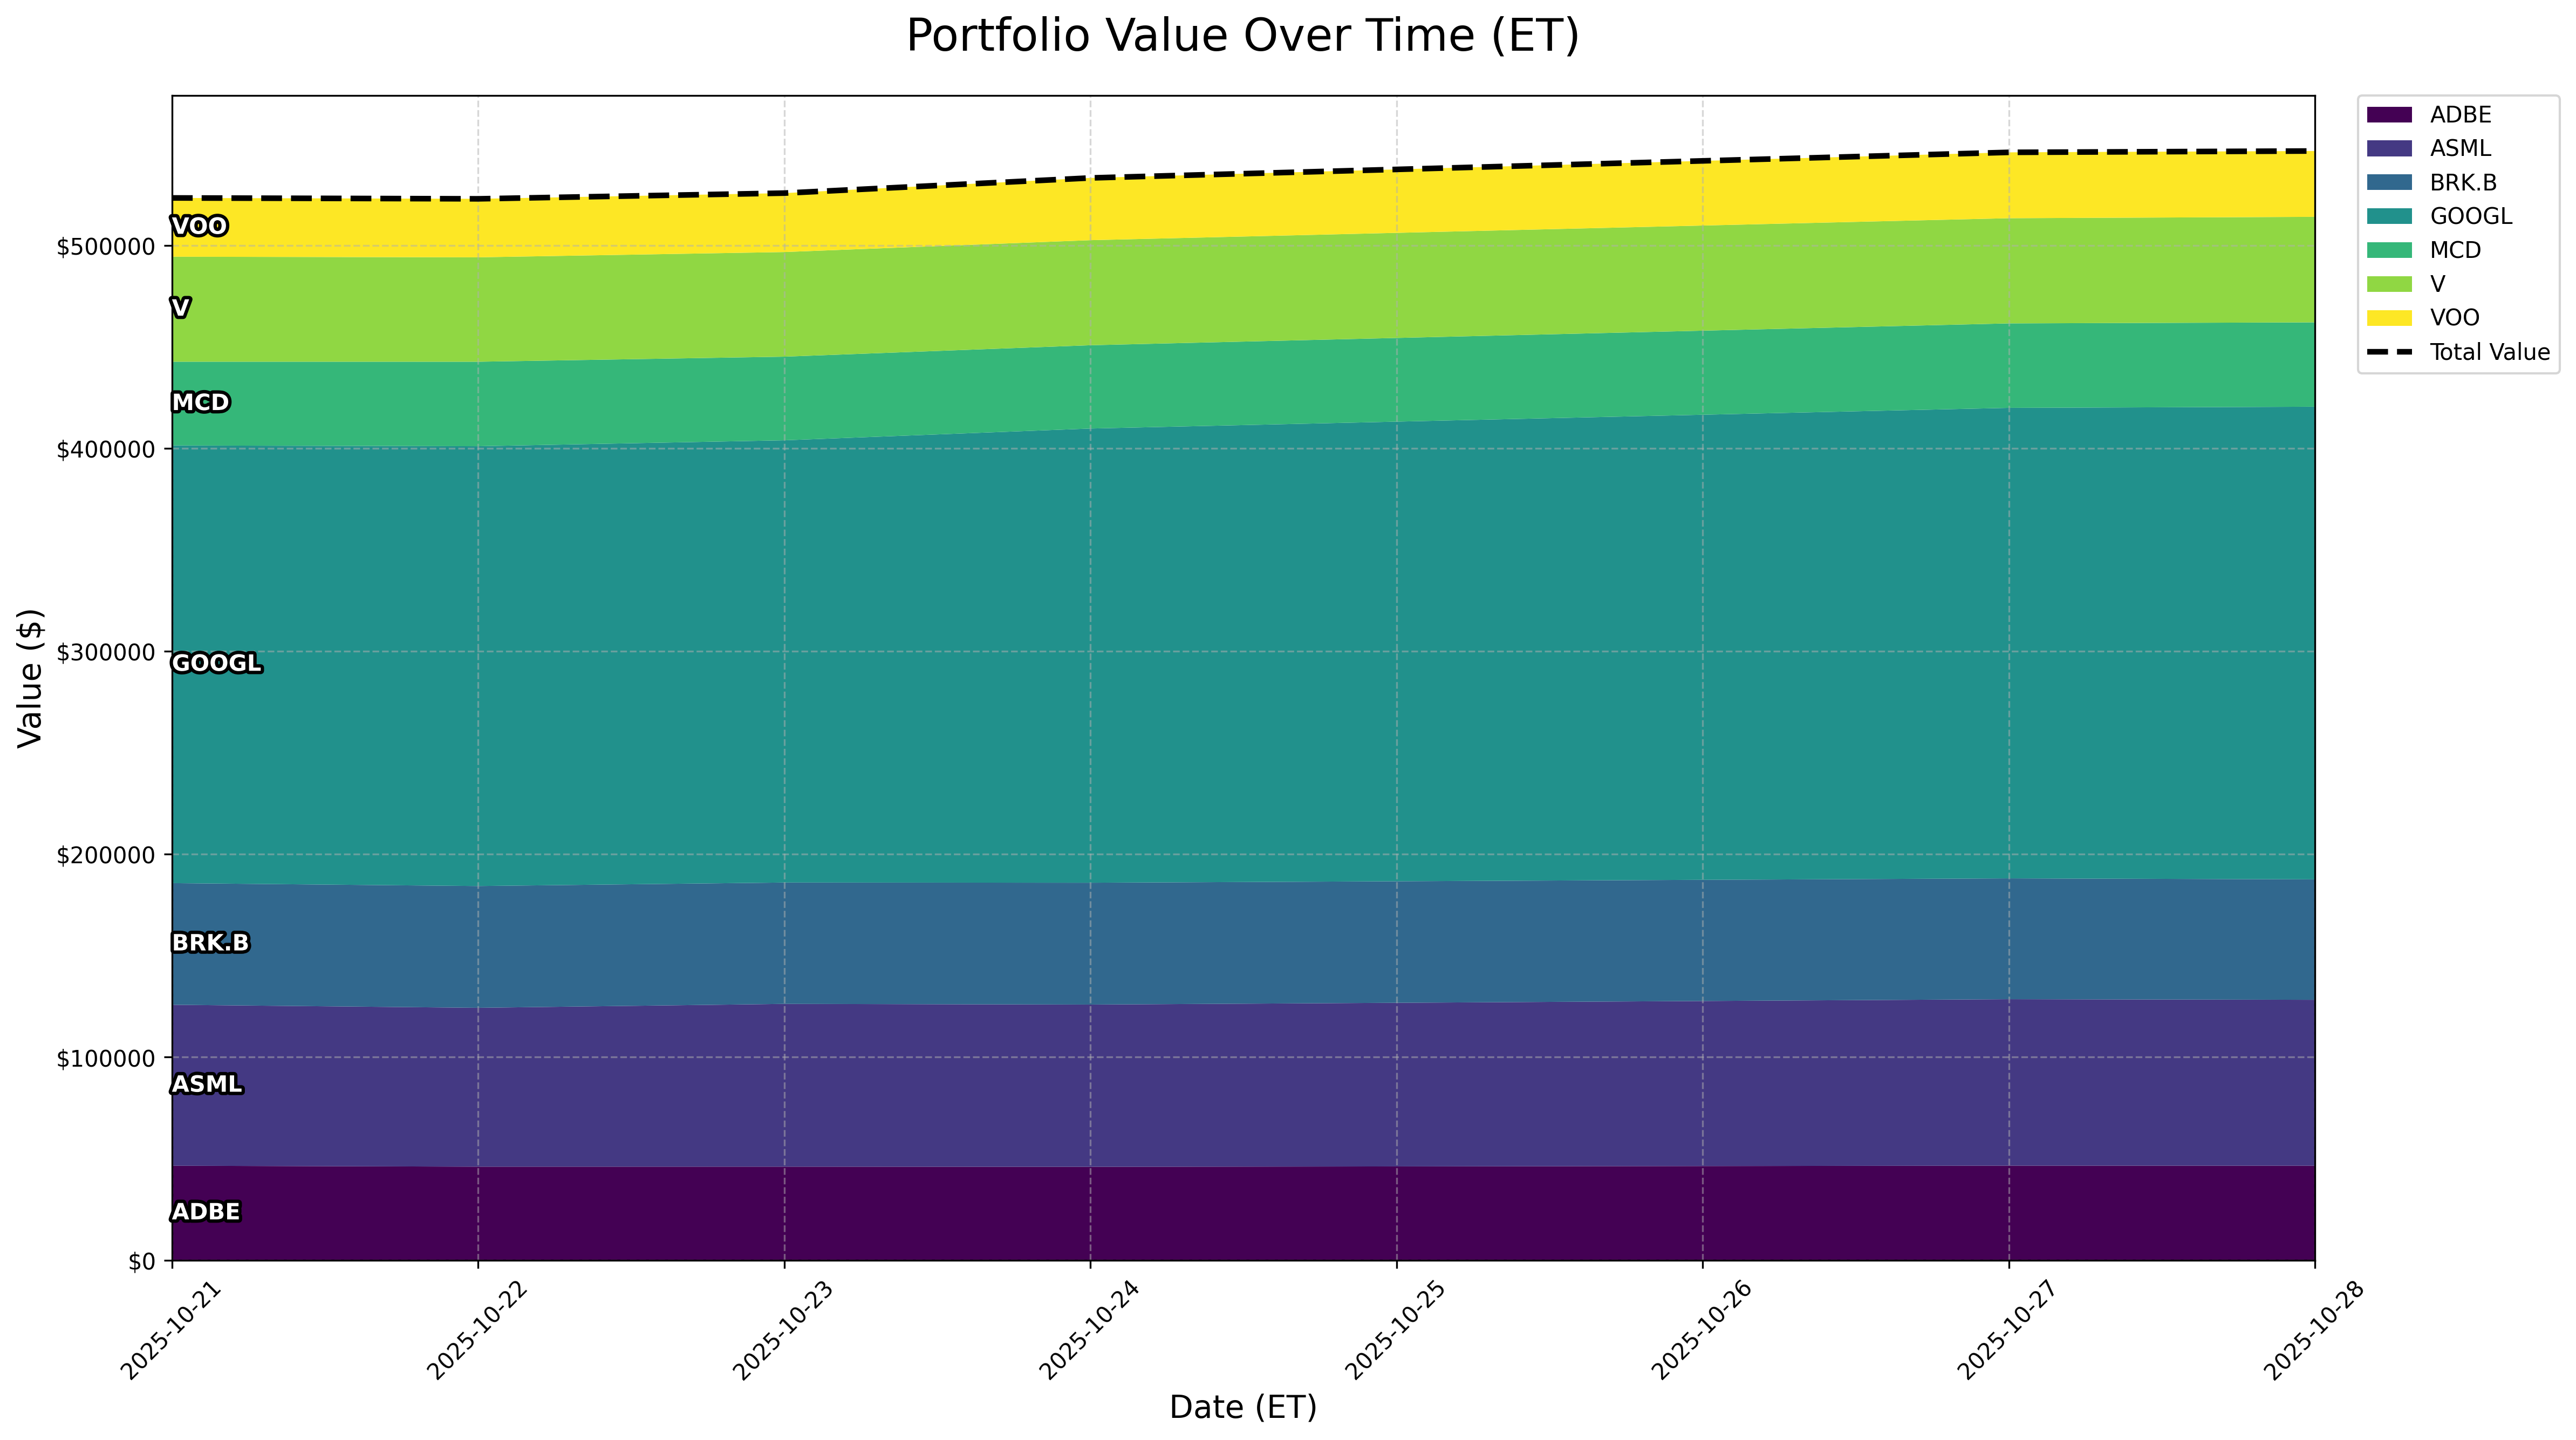 Portfolio Value Over Time (ET)
Value ($)
$500000
$400000
$300000
$200000
$100000
$0
VOO
V
MCD
GOOGL
BRK.B
ASML
ADBE
2025-10-21
2025-10-22
2025-10-23
2025-10-24
2025-10-25
2025-10-26
2025-10-27
2025-10-28
Date (ET)
ADBE
ASML
BRK.B
GOOGL
MCD
V
VOO
Total Value